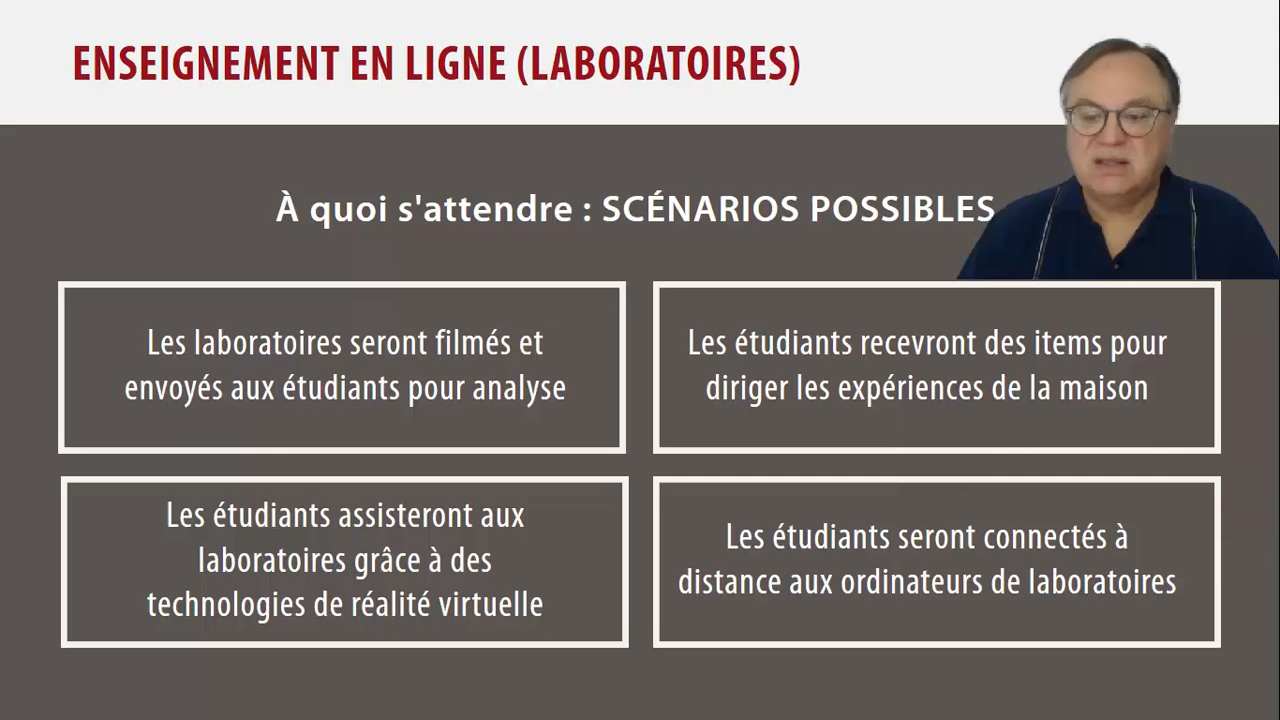 ENSEIGNEMENT EN LIGNE (LABORATOIRES)
À quoi s'attendre : SCÉNARIOS POSSIBLES
Les laboratoires seront filmés et
envoyés aux étudiants pour analyse
Les étudiants recevront des items pour
diriger les expériences de la maison
Les étudiants assisteront aux
laboratoires grâce à des
technologies de réalité virtuelle
Les étudiants seront connectés à
distance aux ordinateurs de laboratoires